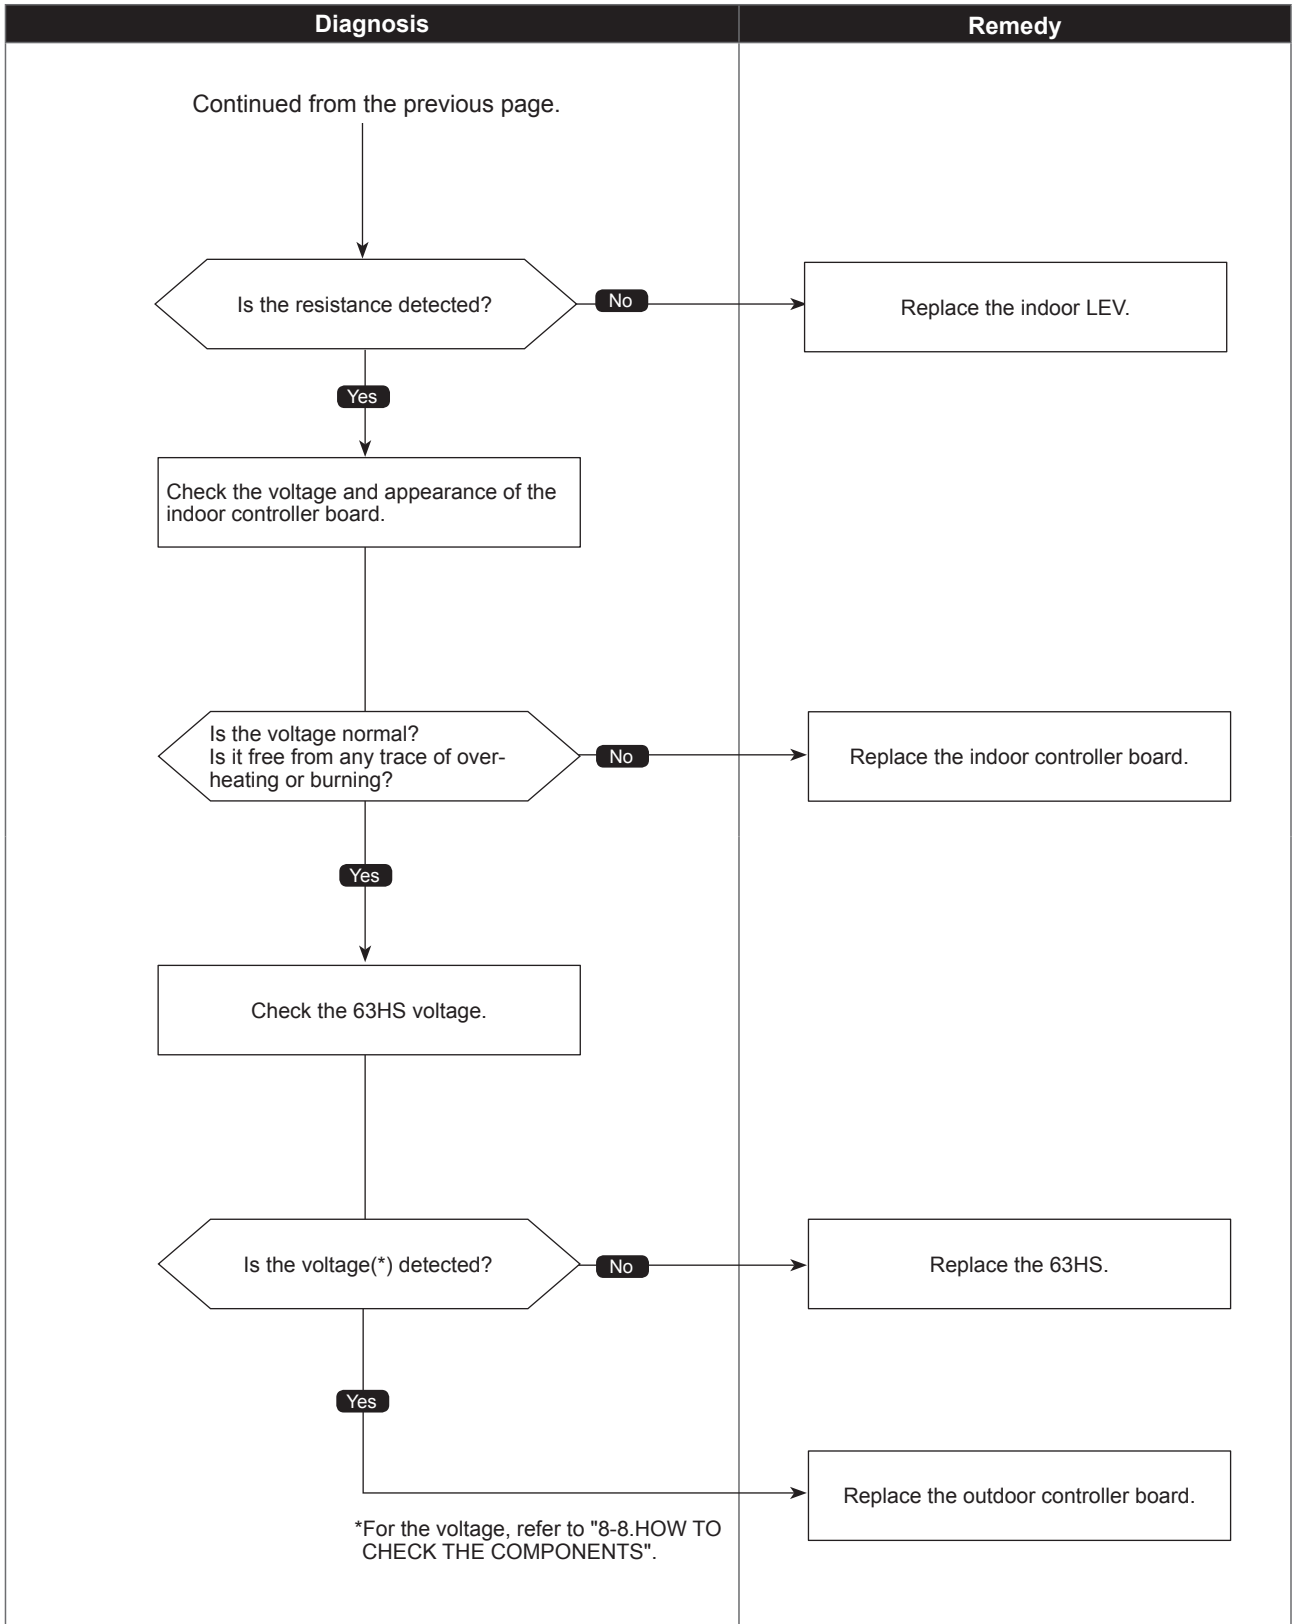 Diagnosis
Remedy
Continued from the previous page.
Is the resistance detected?
No
Replace the indoor LEV.
Yes
Check the voltage and appearance of the
indoor controller board.
Is the voltage normal?
Is it free from any trace of over-
heating or burning?
No
Replace the indoor controller board.
Yes
Check the 63HS voltage.
Is the voltage(*) detected?
No
Replace the 63HS.
Yes
Replace the outdoor controller board.
*For the voltage, refer to "8-8.HOW TO
CHECK THE COMPONENTS".